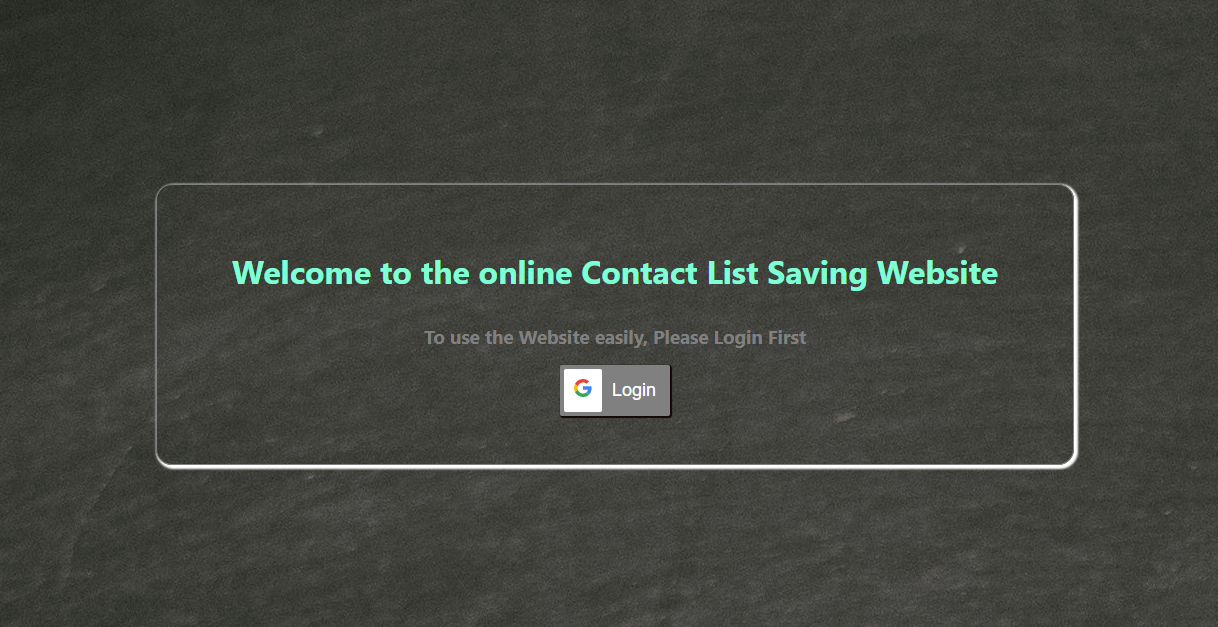 Welcome to the online Contact List Saving Website
To use the Website easily, Please Login First
Login